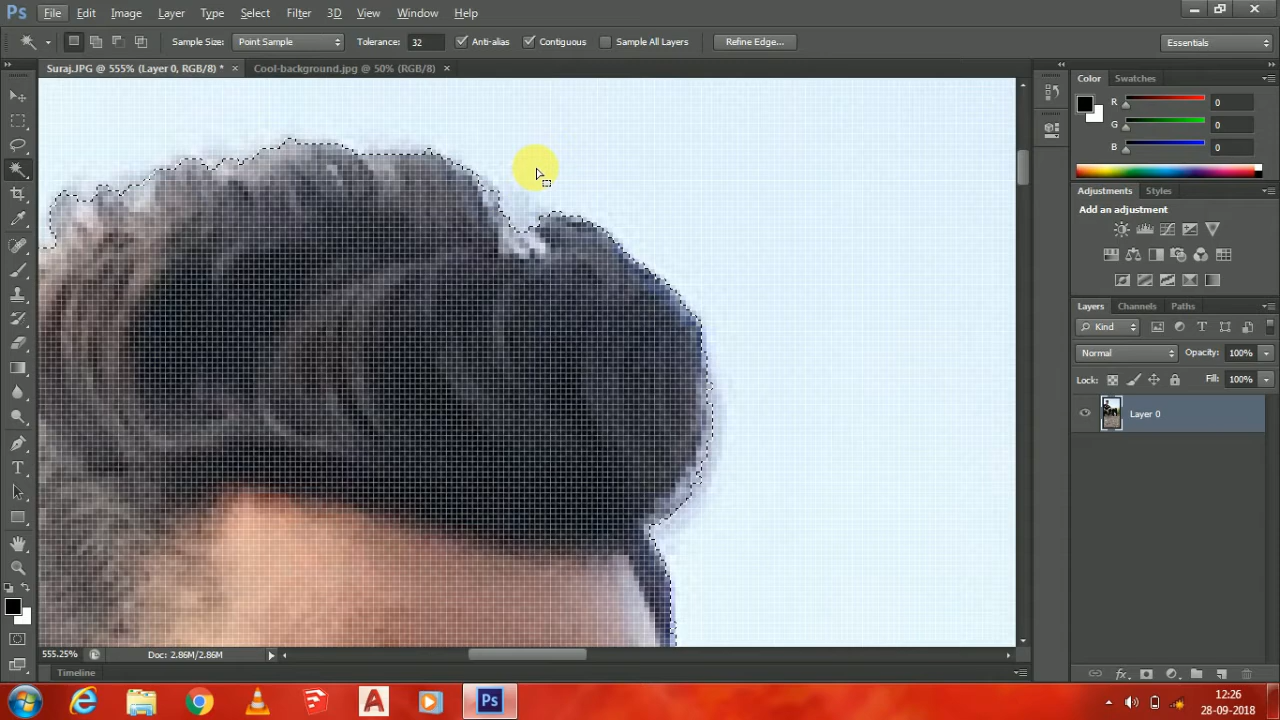 Ps File Edit Image Layer Type Select Filter 3D View Window Help
Sample Size: Point Sample Tolerance: 32 Anti-alias Contiguous Sample All Layers Refine Edge... Essentials
Suraj.JPG @ 555% (Layer 0, RGB/8) * × Cool-background.jpg @ 50% (RGB/8) ×
Color Swatches
R 0
G 0
B 0
Adjustments Styles
Add an adjustment
Layers Channels Paths
Kind
Normal Opacity: 100%
Lock: Fill: 100%
Layer 0
555.25% Doc: 2.86M/2.86M
Timeline
Ps
12:26
28-09-2018